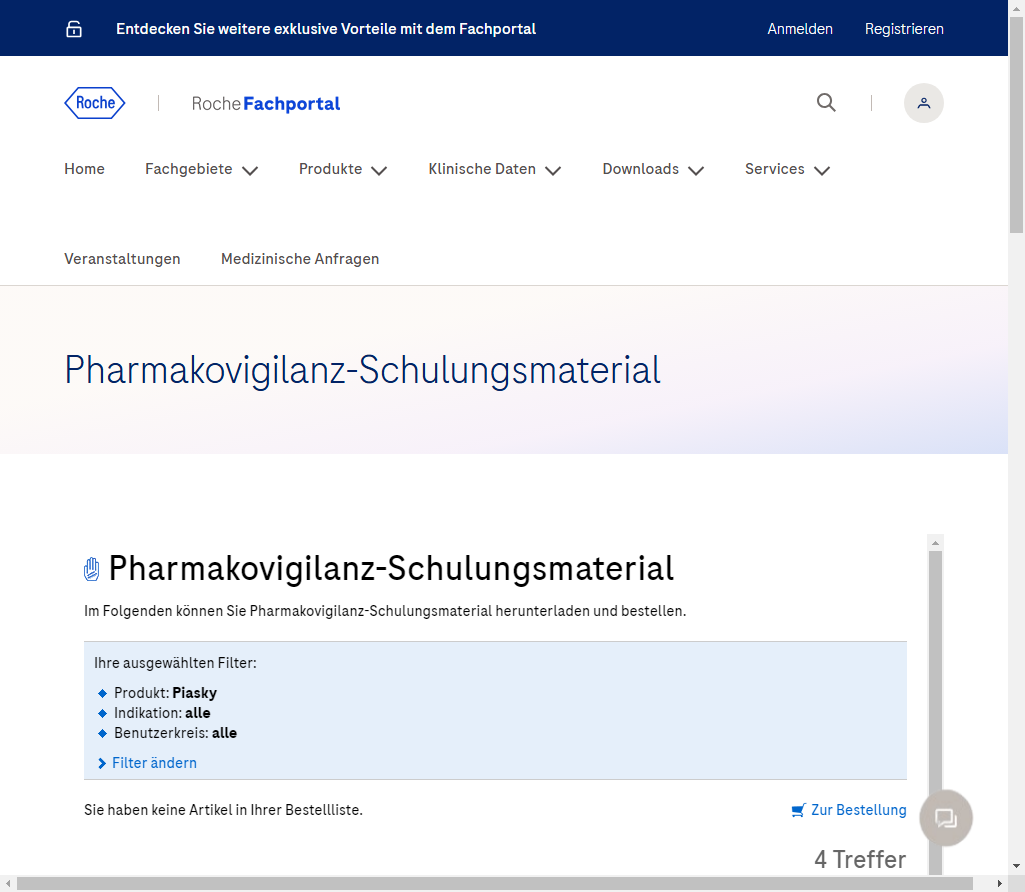 Entdecken Sie weitere exklusive Vorteile mit dem Fachportal
Anmelden
Registrieren
Roche
Roche Fachportal
Home
Fachgebiete
Produkte
Klinische Daten
Downloads
Services
Veranstaltungen
Medizinische Anfragen
Pharmakovigilanz-Schulungsmaterial
Pharmakovigilanz-Schulungsmaterial
Im Folgenden können Sie Pharmakovigilanz-Schulungsmaterial herunterladen und bestellen.
Ihre ausgewählten Filter:
Produkt: Piasky
Indikation: alle
Benutzerkreis: alle
Filter ändern
Sie haben keine Artikel in Ihrer Bestellliste.
Zur Bestellung
4 Treffer